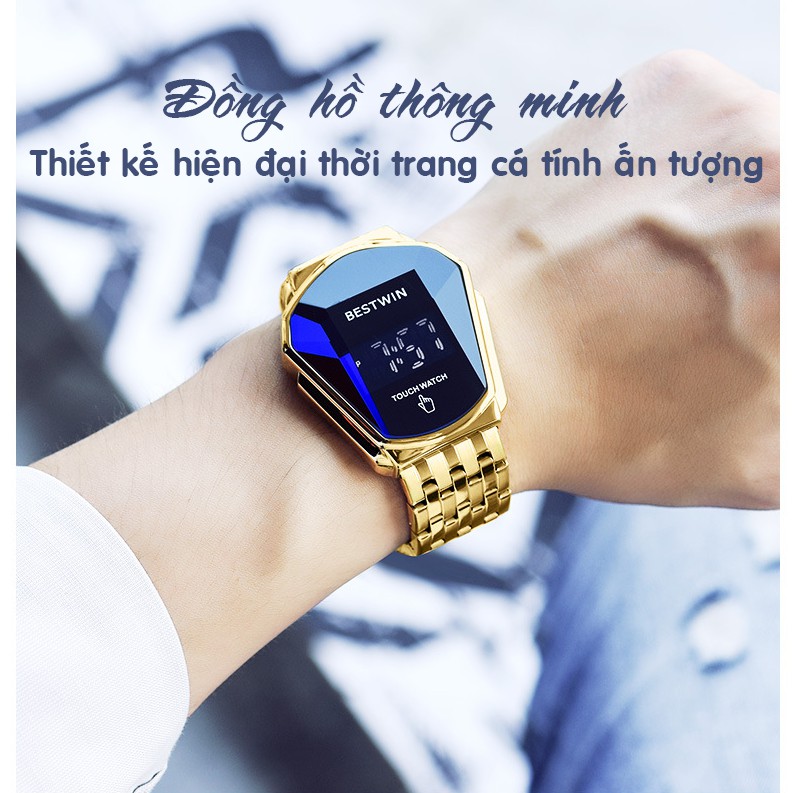 Đồng hồ thông minh
Thiết kế hiện đại thời trang cá tính ấn tượng
BESTWIN
P
TOUCH WATCH